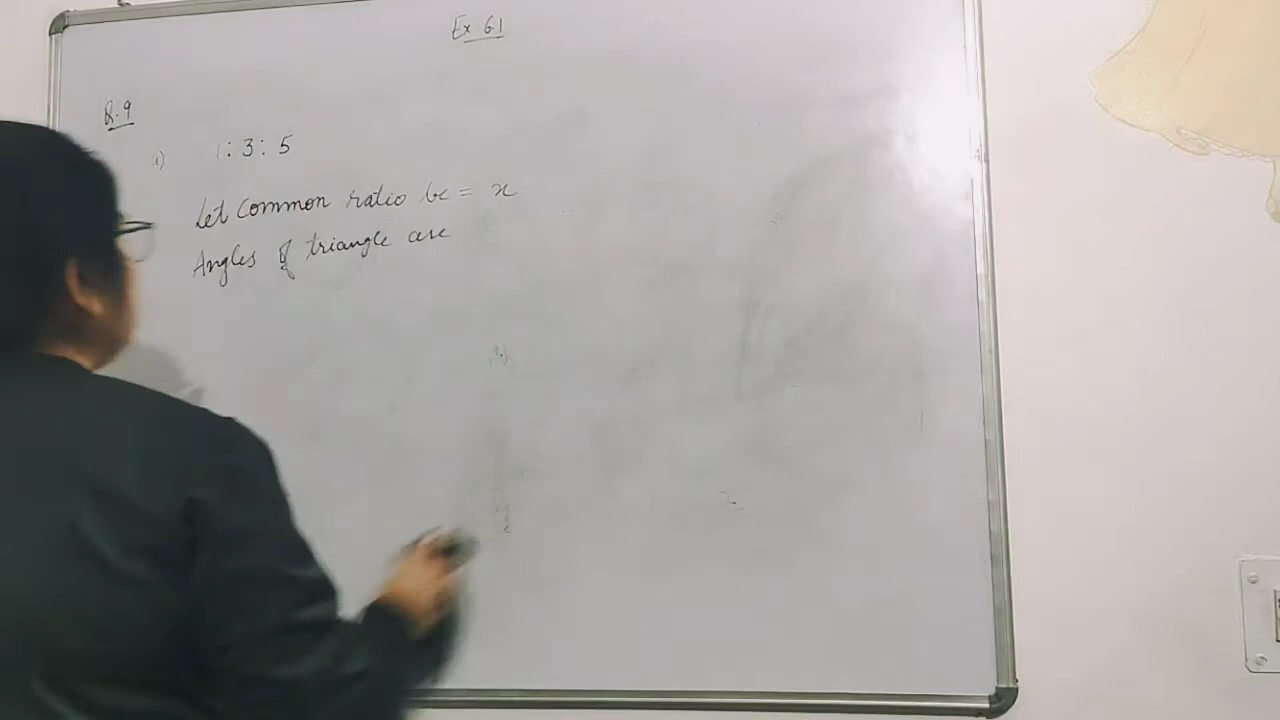 Ex 6.1
Q.9
i) 1 : 3 : 5
Let common ratio be = x
Angles of triangle are